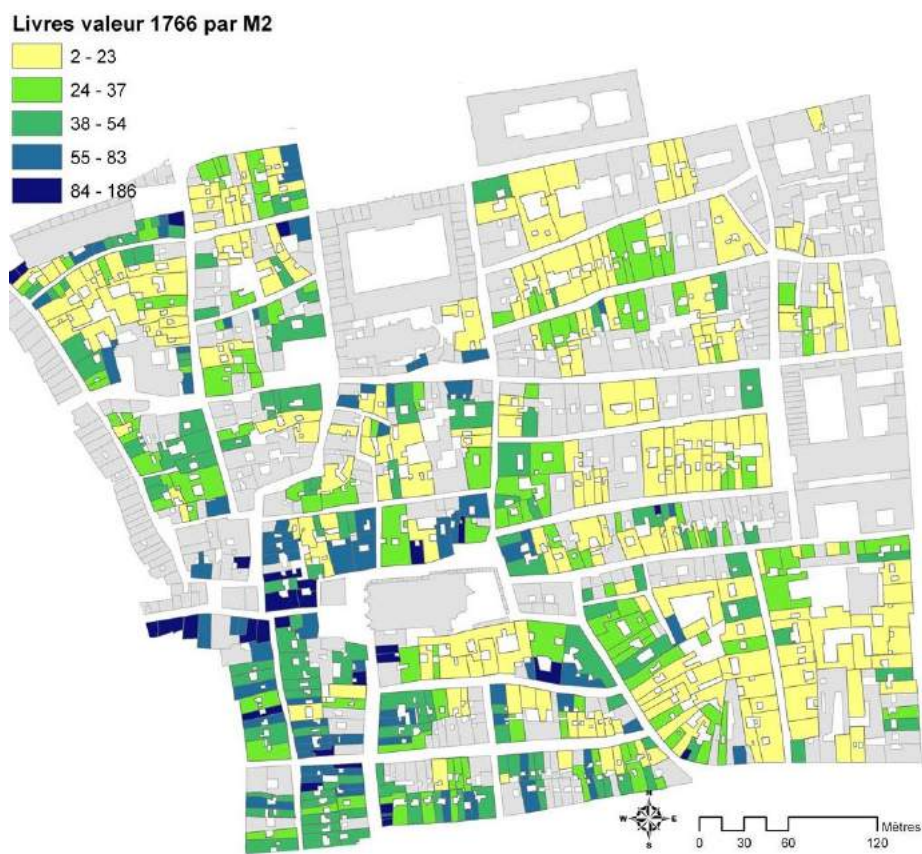 Livres valeur 1766 par M2
2 - 23
24 - 37
38 - 54
55 - 83
84 - 186
N
W E
S
Mètres
0 30 60 120